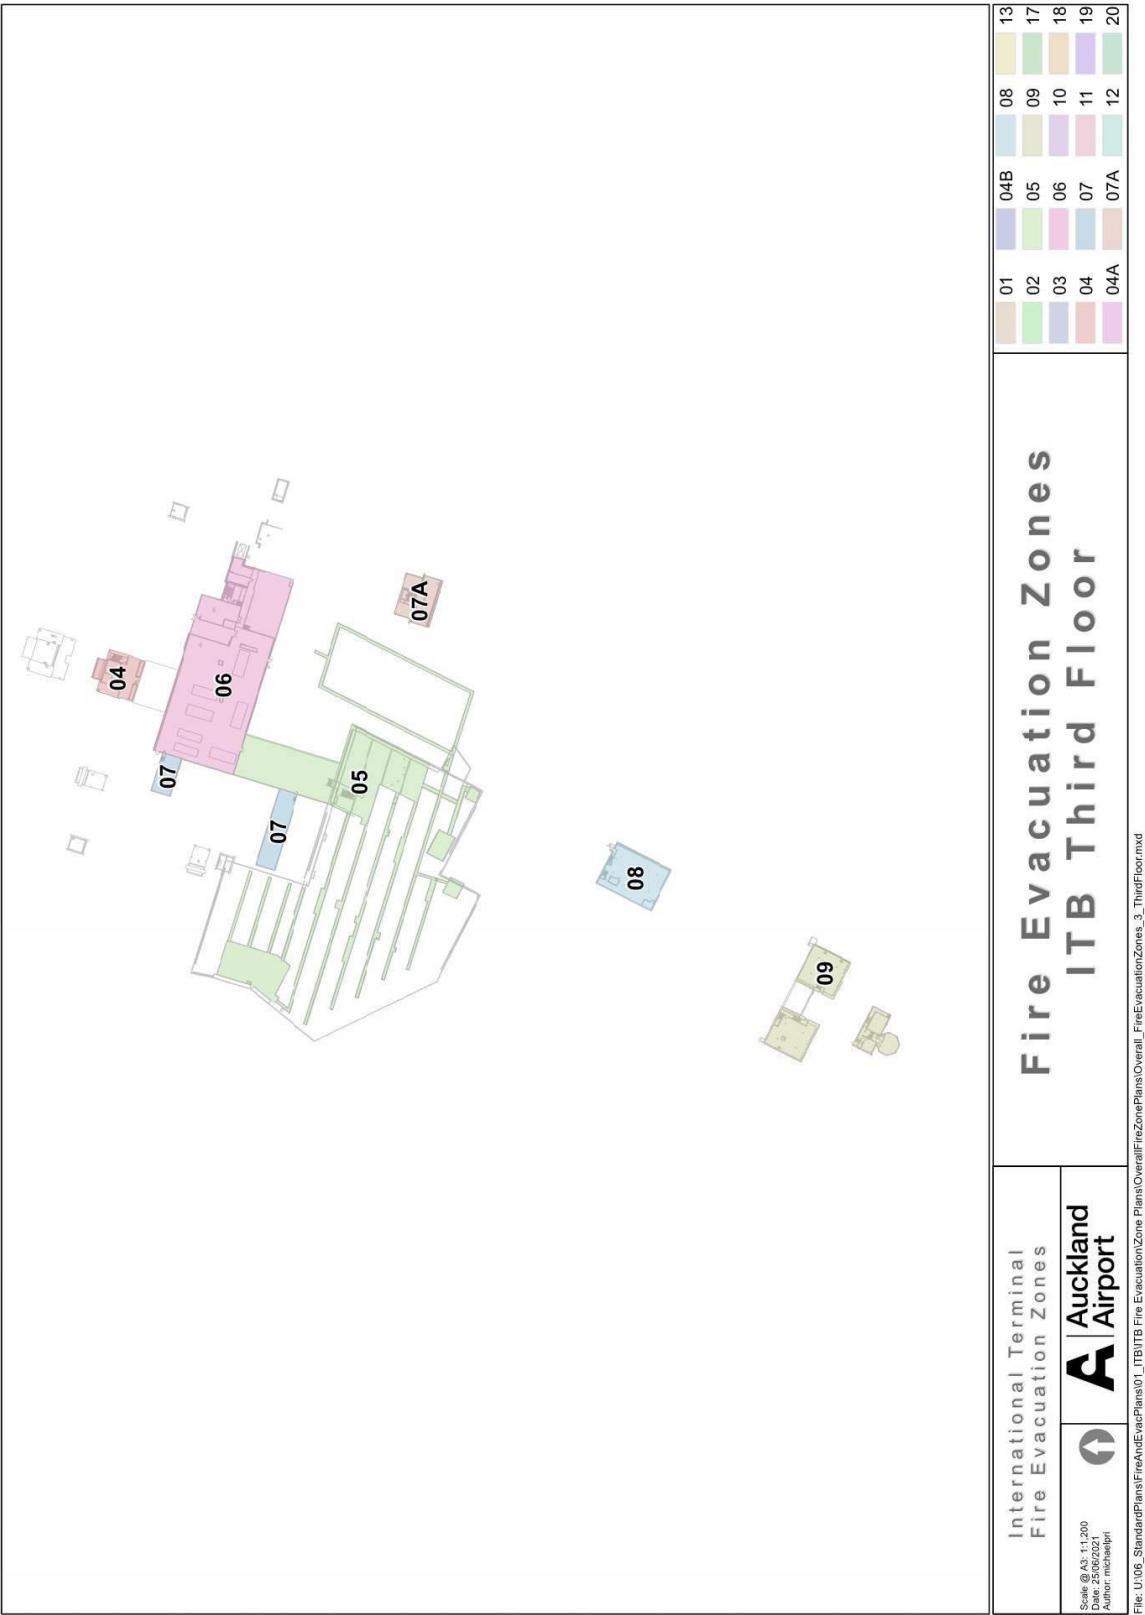 04
07
06
07
05
07A
08
09
09
International Terminal
Fire Evacuation Zones
Scale @ A3: 1:1,200
Date: 25/06/2021
Author: michaelpri
A
Auckland
Airport
Fire Evacuation Zones
ITB Third Floor
01
02
03
04
04A
04B
05
06
07
07A
08
09
10
11
12
13
17
18
19
20
File: U:\06_StandardPlans\FireAndEvacPlans\01_ITB\ITB Fire Evacuation\Zone Plans\OverallFireZonePlans\Overall_FireEvacuationZones_3_ThirdFloor.mxd